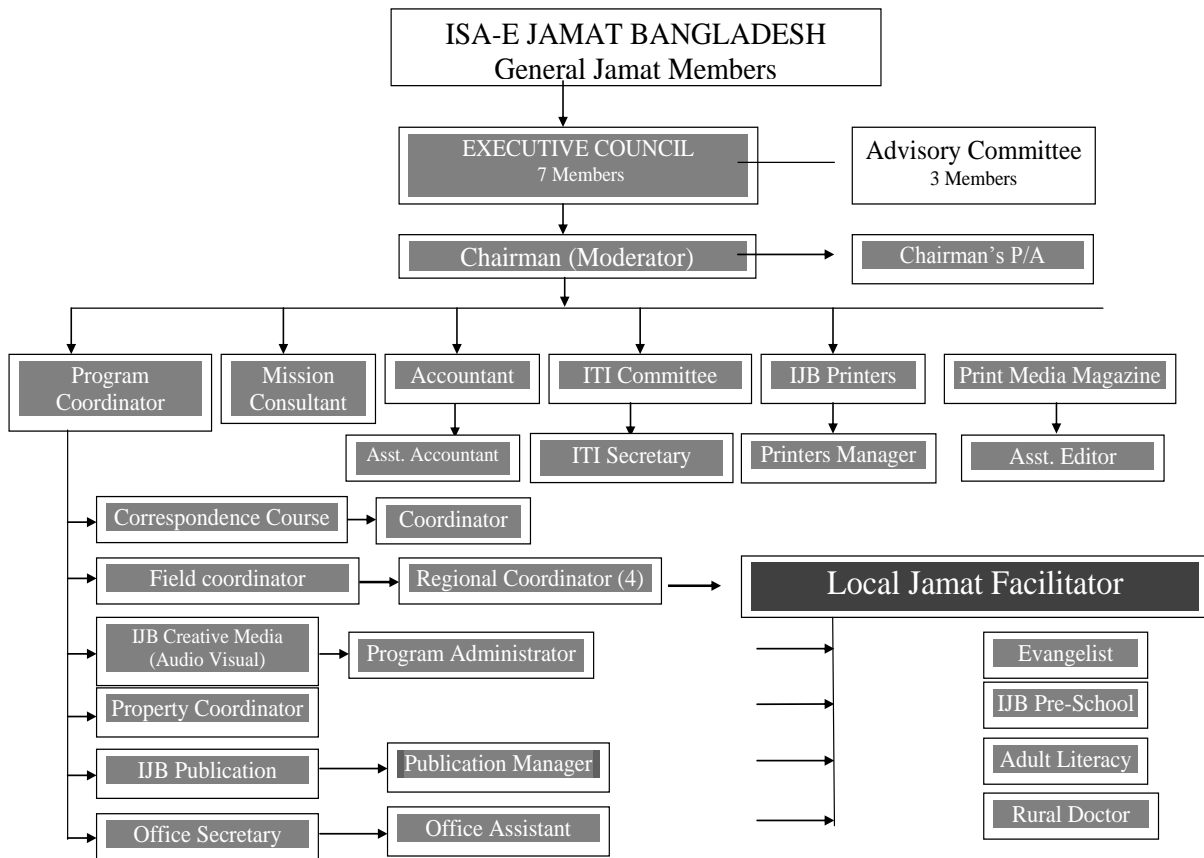 ISA-E JAMAT BANGLADESH
General Jamat Members
EXECUTIVE COUNCIL
7 Members
Advisory Committee
3 Members
Chairman (Moderator)
Chairman’s P/A
Program
Coordinator
Mission
Consultant
Accountant
ITI Committee
IJB Printers
Print Media Magazine
Asst. Accountant
ITI Secretary
Printers Manager
Asst. Editor
Correspondence Course
Coordinator
Field coordinator
Regional Coordinator (4)
Local Jamat Facilitator
IJB Creative Media
(Audio Visual)
Program Administrator
Evangelist
Property Coordinator
IJB Pre-School
IJB Publication
Publication Manager
Adult Literacy
Office Secretary
Office Assistant
Rural Doctor